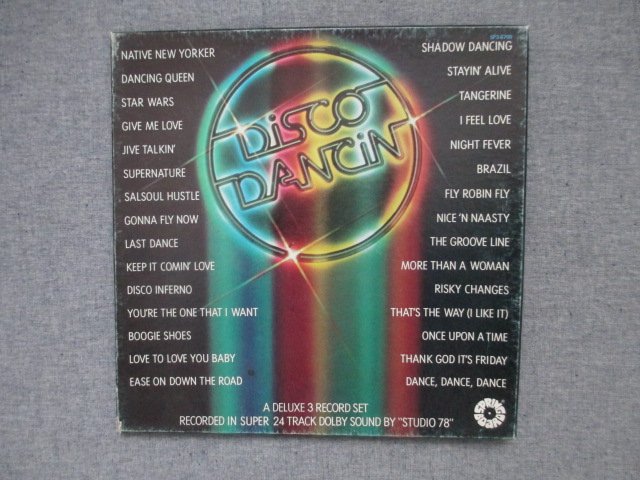 NATIVE NEW YORKER
DANCING QUEEN
STAR WARS
GIVE ME LOVE
JIVE TALKIN'
SUPERNATURE
SALSOUL HUSTLE
GONNA FLY NOW
LAST DANCE
KEEP IT COMIN' LOVE
DISCO INFERNO
YOU'RE THE ONE THAT I WANT
BOOGIE SHOES
LOVE TO LOVE YOU BABY
EASE ON DOWN THE ROAD
DISCO
DANCIN'
SHADOW DANCING
STAYIN' ALIVE
TANGERINE
I FEEL LOVE
NIGHT FEVER
BRAZIL
FLY ROBIN FLY
NICE 'N NAASTY
THE GROOVE LINE
MORE THAN A WOMAN
RISKY CHANGES
THAT'S THE WAY (I LIKE IT)
ONCE UPON A TIME
THANK GOD IT'S FRIDAY
DANCE, DANCE, DANCE
A DELUXE 3 RECORD SET
RECORDED IN SUPER 24 TRACK DOLBY SOUND BY "STUDIO 78"
SPRING
BOARD